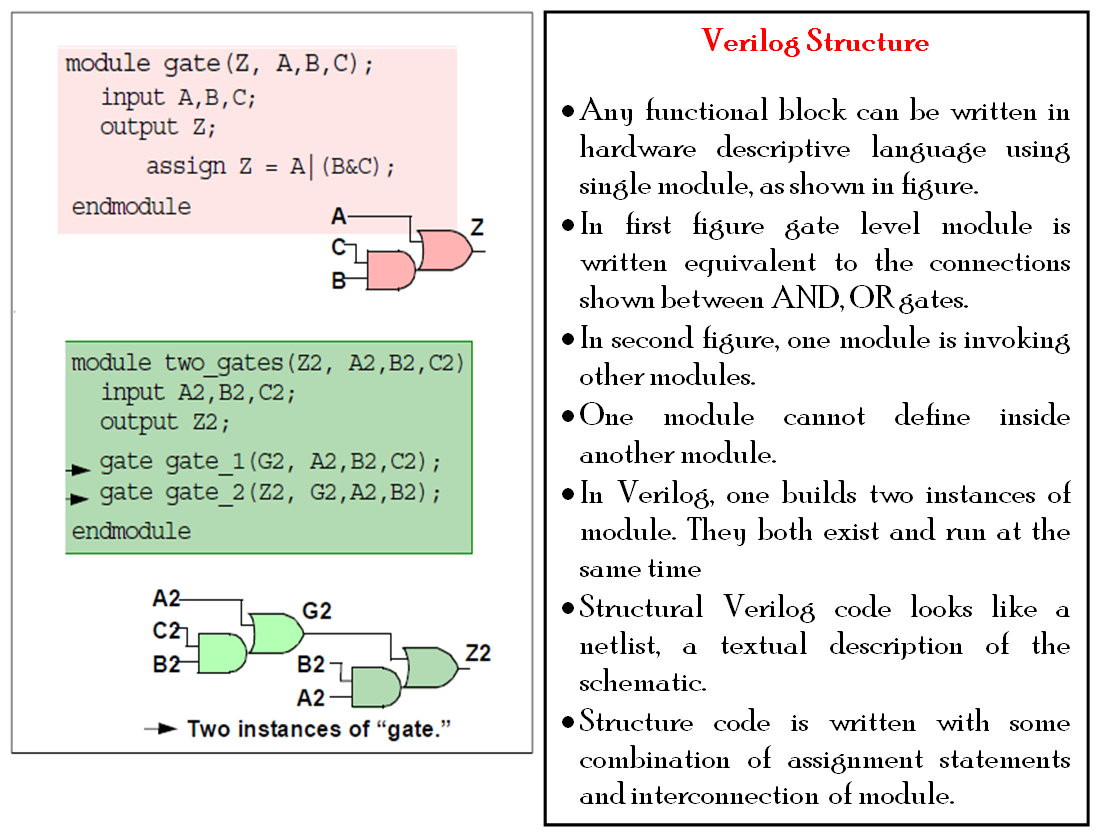 module gate(Z, A,B,C);
input A,B,C;
output Z;
assign Z = A|(B&C);
endmodule
A
Z
C
B
module two_gates(Z2, A2,B2,C2)
input A2,B2,C2;
output Z2;
gate gate_1(G2, A2,B2,C2);
gate gate_2(Z2, G2,A2,B2);
endmodule
A2
G2
C2
B2
B2
Z2
A2
Two instances of “gate.”
Verilog Structure
•Any functional block can be written in
hardware descriptive language using
single module, as shown in figure.
•In first figure gate level module is
written equivalent to the connections
shown between AND, OR gates.
•In second figure, one module is invoking
other modules.
•One module cannot define inside
another module.
•In Verilog, one builds two instances of
module. They both exist and run at the
same time
•Structural Verilog code looks like a
netlist, a textual description of the
schematic.
•Structure code is written with some
combination of assignment statements
and interconnection of module.